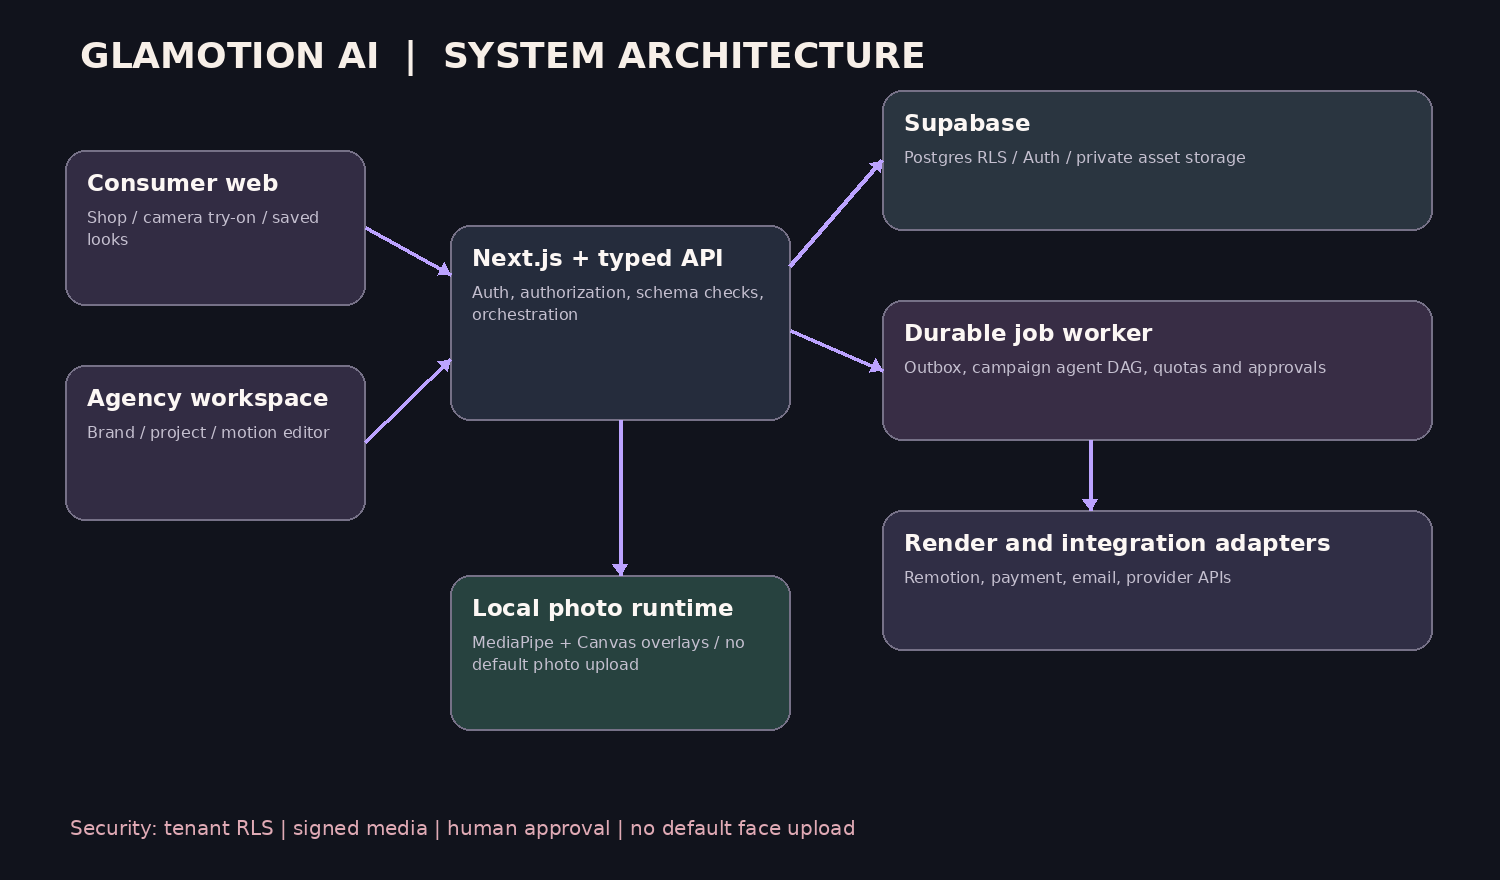 GLAMOTION AI | SYSTEM ARCHITECTURE
Consumer web
Shop / camera try-on / saved
looks
Agency workspace
Brand / project / motion editor
Next.js + typed API
Auth, authorization, schema checks,
orchestration
Local photo runtime
MediaPipe + Canvas overlays / no
default photo upload
Supabase
Postgres RLS / Auth / private asset storage
Durable job worker
Outbox, campaign agent DAG, quotas and approvals
Render and integration adapters
Remotion, payment, email, provider APIs
Security: tenant RLS | signed media | human approval | no default face upload